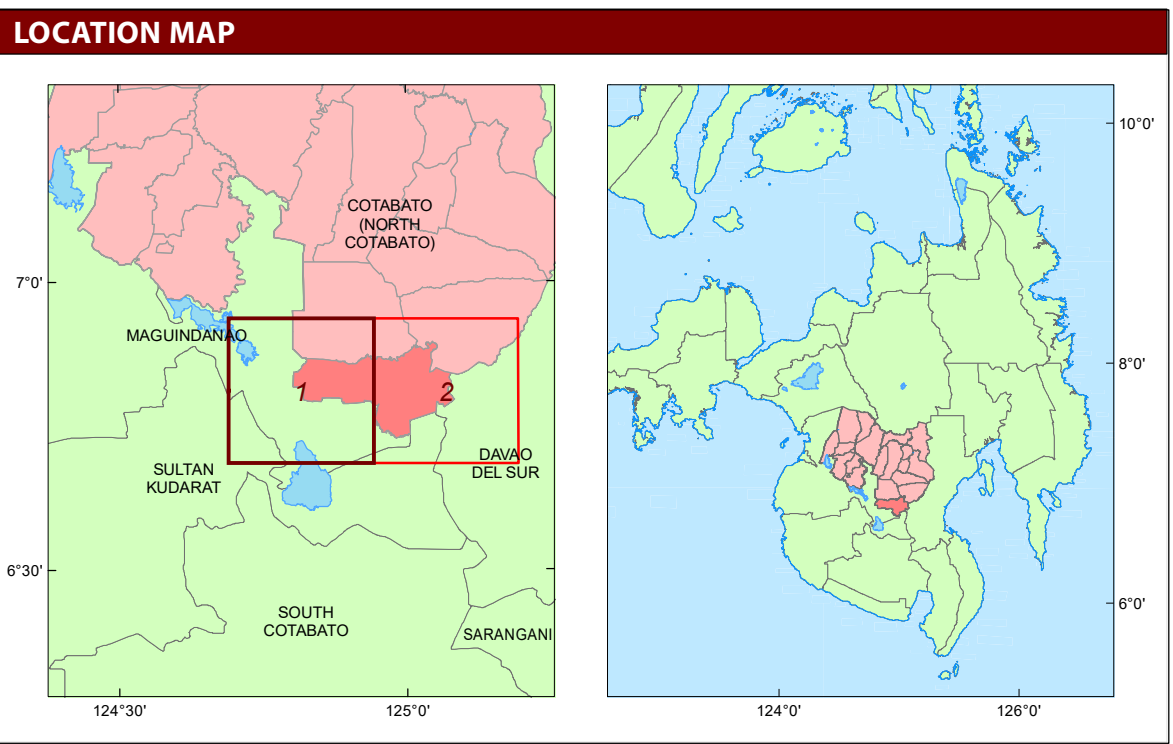 LOCATION MAP
COTABATO
(NORTH
COTABATO)
7°0'
MAGUINDANAO
1
2
SULTAN
KUDARAT
DAVAO
DEL SUR
6°30'
SOUTH
COTABATO
SARANGANI
124°30'
125°0'
10°0'
8°0'
6°0'
124°0'
126°0'